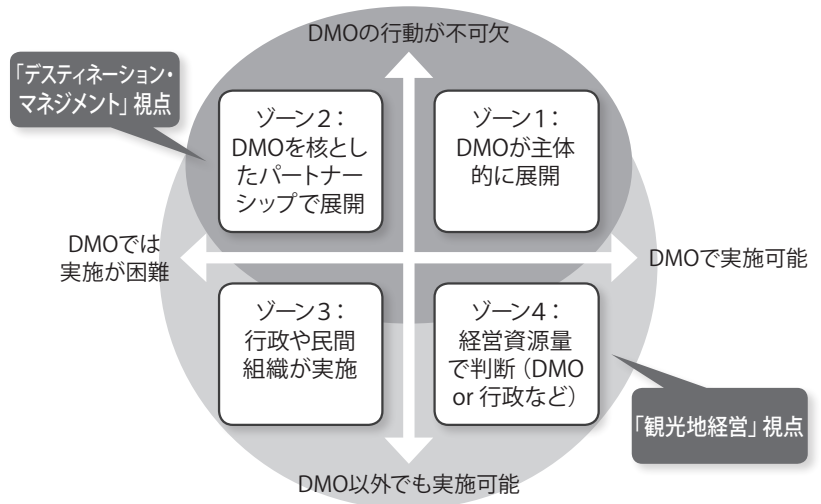 DMOの行動が不可欠
「デスティネーション・
マネジメント」視点
ゾーン2:
DMOを核とし
たパートナー
シップで展開
ゾーン1:
DMOが主体
的に展開
DMOでは
実施が困難
DMOで実施可能
ゾーン3:
行政や民間
組織が実施
ゾーン4:
経営資源量
で判断(DMO
or 行政など)
「観光地経営」視点
DMO以外でも実施可能